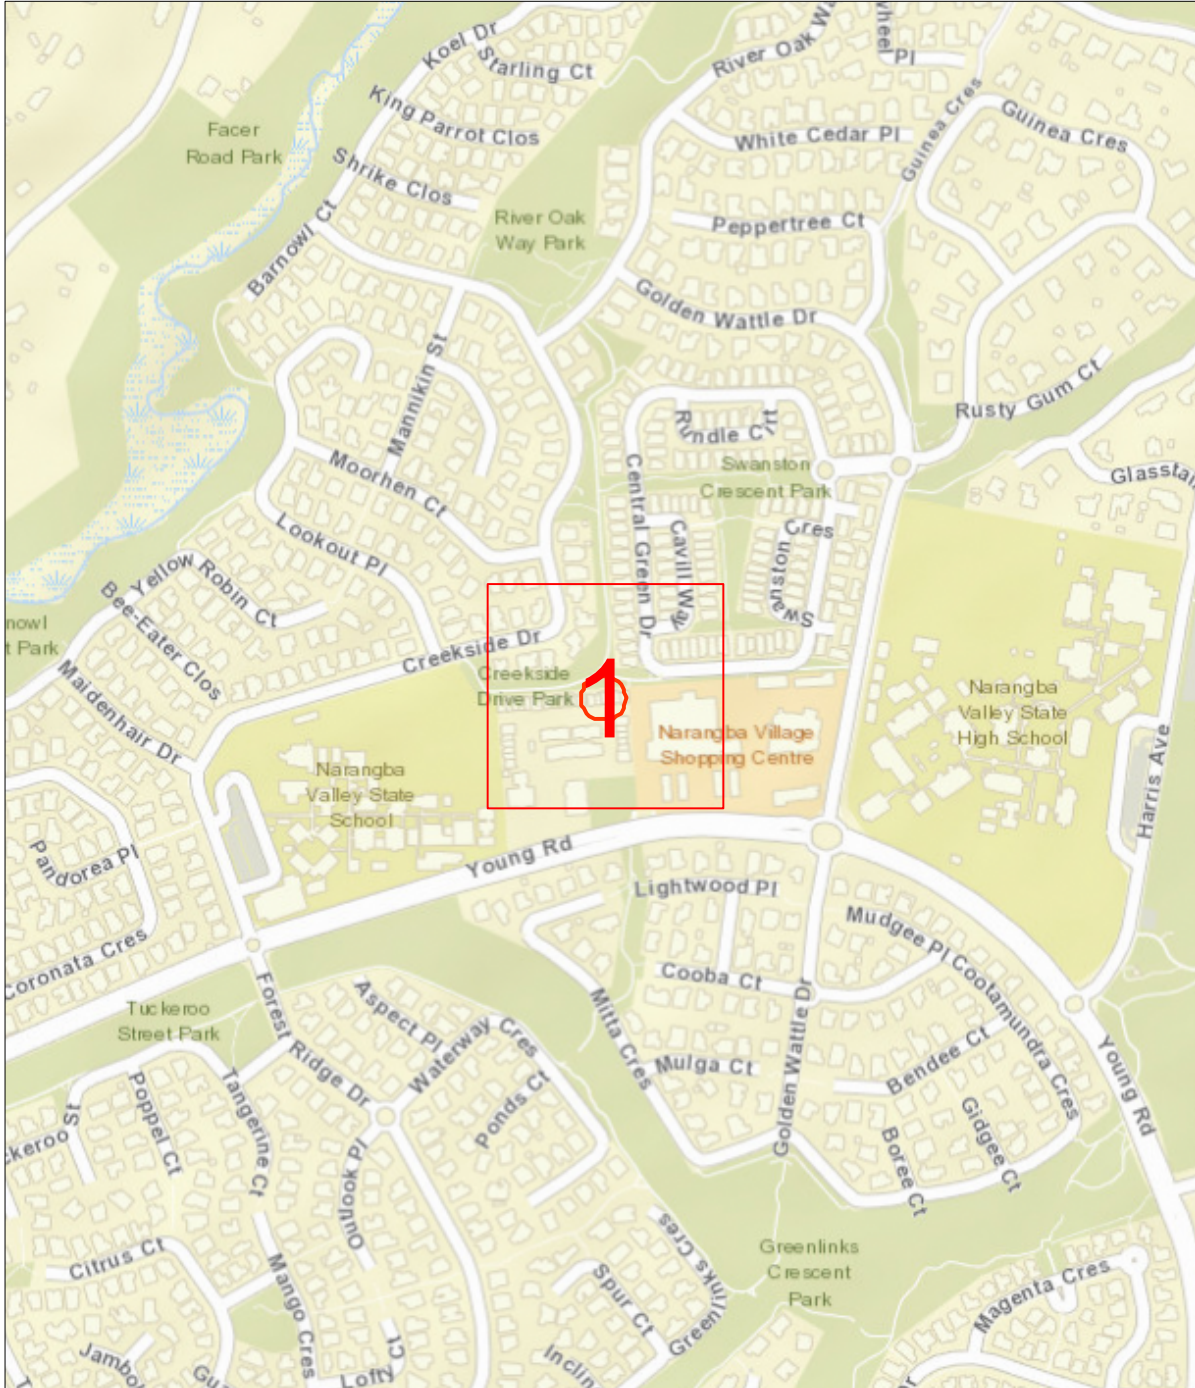 Koel Dr
Starling Ct
River Oak Wa
wheel Pl
King Parrot Clos
Facer
Road Park
White Cedar Pl
Guinea Cres
Guinea Cres
Shrike Clos
River Oak
Way Park
Peppertree Ct
Barnowl Ct
Golden Wattle Dr
Mannikin St
Rusty Gum Ct
Rundle Crt
Swanston
Crescent Park
Glasstai
Moorhen Ct
Central Green Dr
Cavill Way
Swanston Cres
Sw
Lookout Pl
Yellow Robin Ct
Bee-Eater Clos
nowl
t Park
Creekside Dr
Maidenhair Dr
Creekside
Drive Park
1
Narangba Village
Shopping Centre
Narangba
Valley State
High School
Harris Ave
Narangba
Valley State
School
Young Rd
Pandorea Pl
Lightwood Pl
Mudgee Pl
Coronata Cres
Cooba Ct
Cootamundra Cres
Forest Ridge Dr
Aspect Pl
Tuckeroo
Street Park
Waterway Cres
Mitta Cres
Golden Wattle Dr
Mulga Ct
Bendee Ct
Young Rd
Poppel Ct
Tangerine Ct
Ponds Ct
Gidgee Ct
Boree Ct
ckeroo St
Outlook Pl
Citrus Ct
Mango Cres
Greenlinks Cres
Spur Ct
Greenlinks
Crescent
Park
Magenta Cres
Jambo
Gu
Lofty Ct
Inclin
Dr
T